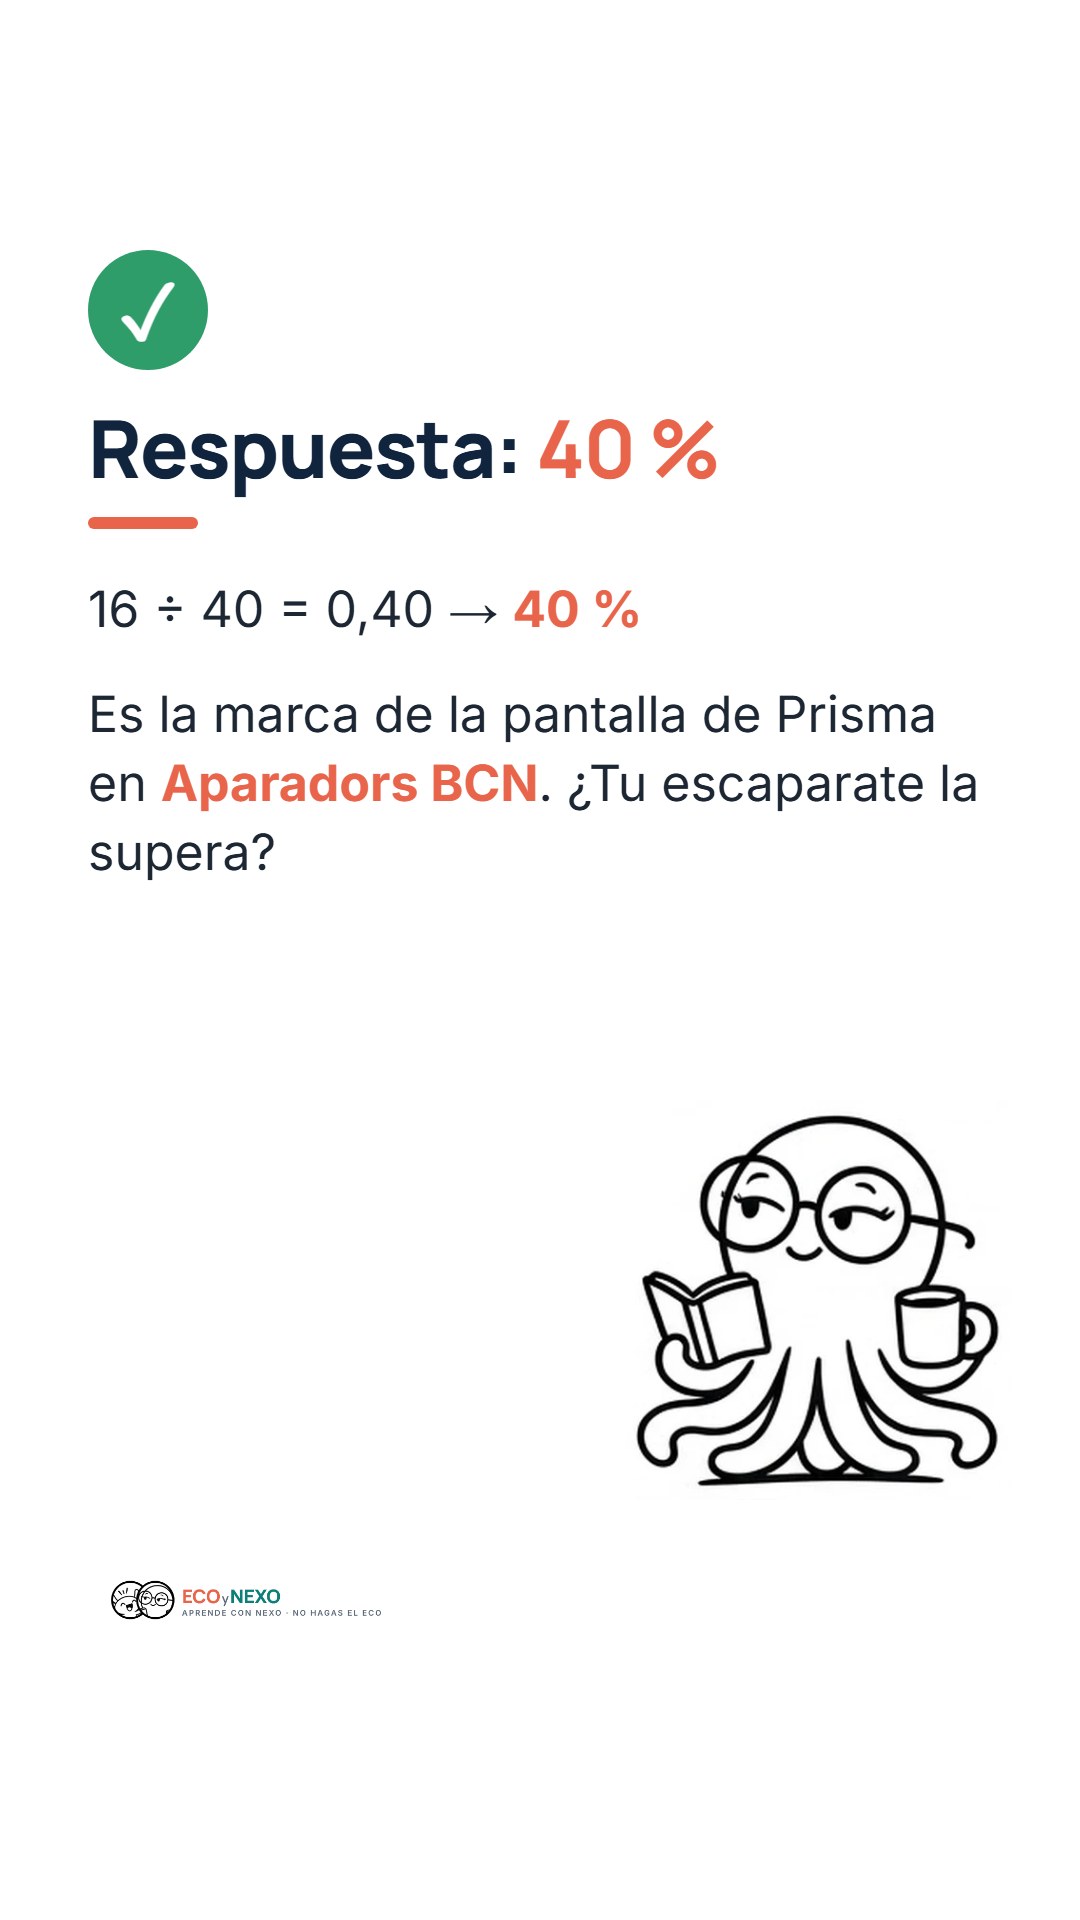 Respuesta: 40 %
16 ÷ 40 = 0,40 → 40 %
Es la marca de la pantalla de Prisma
en Aparadors BCN. ¿Tu escaparate la
supera?
ECOyNEXO
APRENDE CON NEXO · NO HAGAS EL ECO